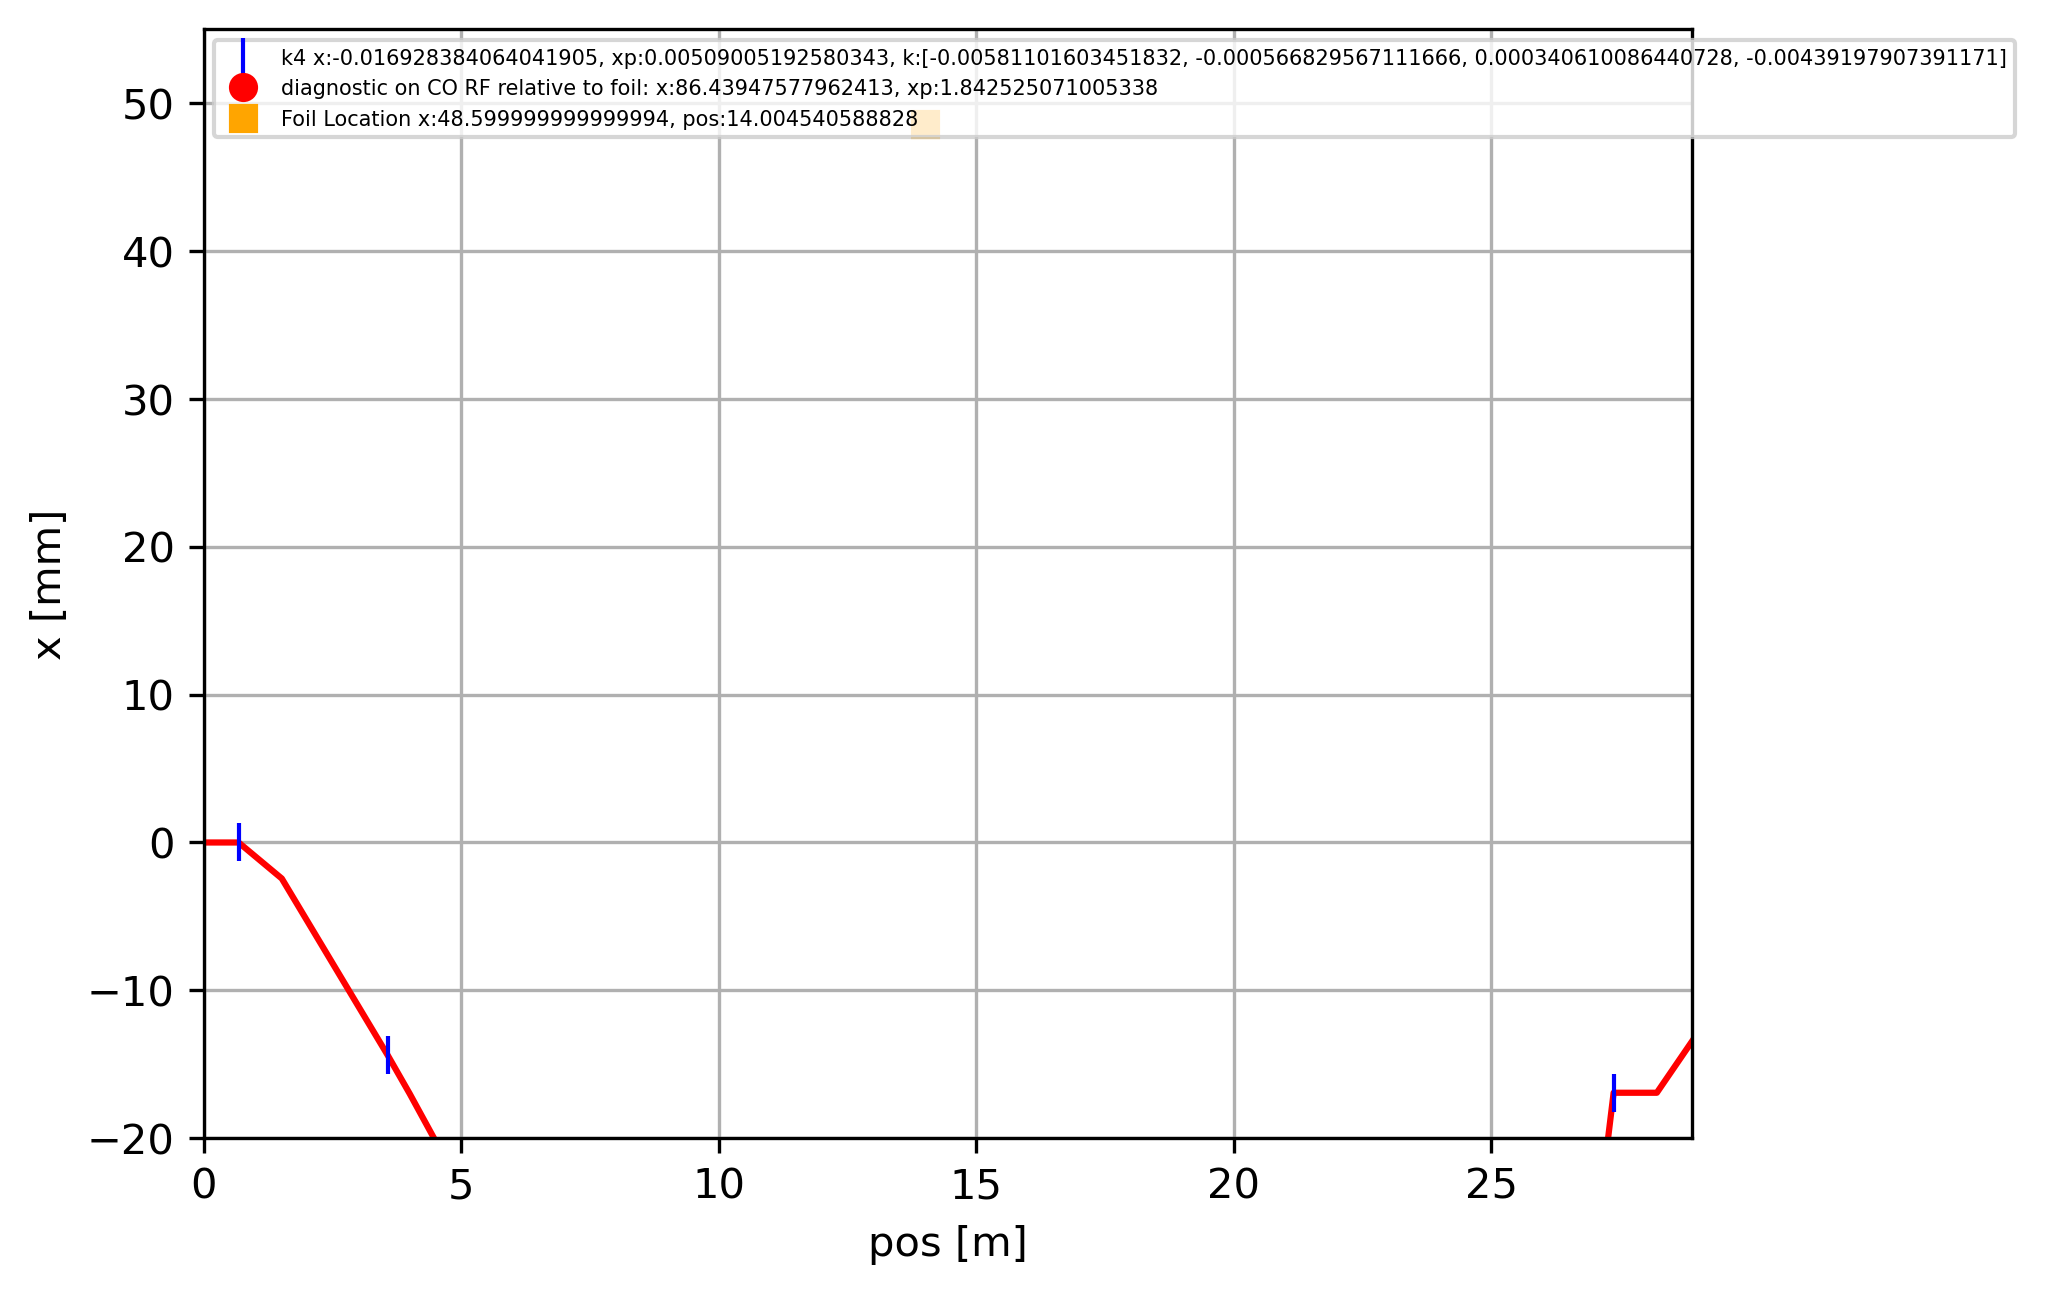 k4 x:-0.016928384064041905, xp:0.00509005192580343, k:[-0.00581101603451832, -0.000566829567111666, 0.000340610086440728, -0.00439197907391171]
diagnostic on CO RF relative to foil: x:86.43947577962413, xp:1.842525071005338
Foil Location x:48.599999999999994, pos:14.004540588828
50
40
30
20
10
0
−10
−20
x [mm]
0 5 10 15 20 25
pos [m]